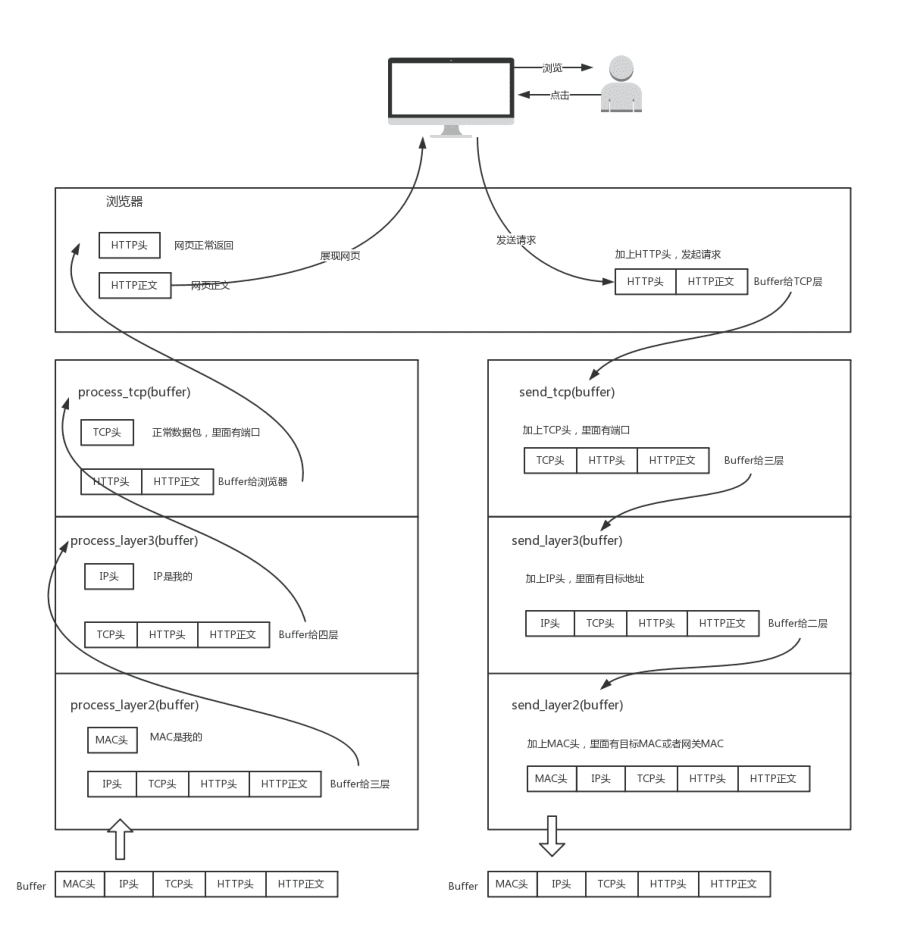 浏览
点击
浏览器
HTTP头
网页正常返回
HTTP正文
网页正文
展现网页
发送请求
加上HTTP头，发起请求
HTTP头 HTTP正文 Buffer给TCP层
process_tcp(buffer)
TCP头 正常数据包，里面有端口
HTTP头 HTTP正文 Buffer给浏览器
process_layer3(buffer)
IP头 IP是我的
TCP头 HTTP头 HTTP正文 Buffer给四层
process_layer2(buffer)
MAC头 MAC是我的
IP头 TCP头 HTTP头 HTTP正文 Buffer给三层
Buffer MAC头 IP头 TCP头 HTTP头 HTTP正文
send_tcp(buffer)
加上TCP头，里面有端口
TCP头 HTTP头 HTTP正文 Buffer给三层
send_layer3(buffer)
加上IP头，里面有目标地址
IP头 TCP头 HTTP头 HTTP正文 Buffer给二层
send_layer2(buffer)
加上MAC头，里面有目标MAC或者网关MAC
MAC头 IP头 TCP头 HTTP头 HTTP正文
Buffer MAC头 IP头 TCP头 HTTP头 HTTP正文